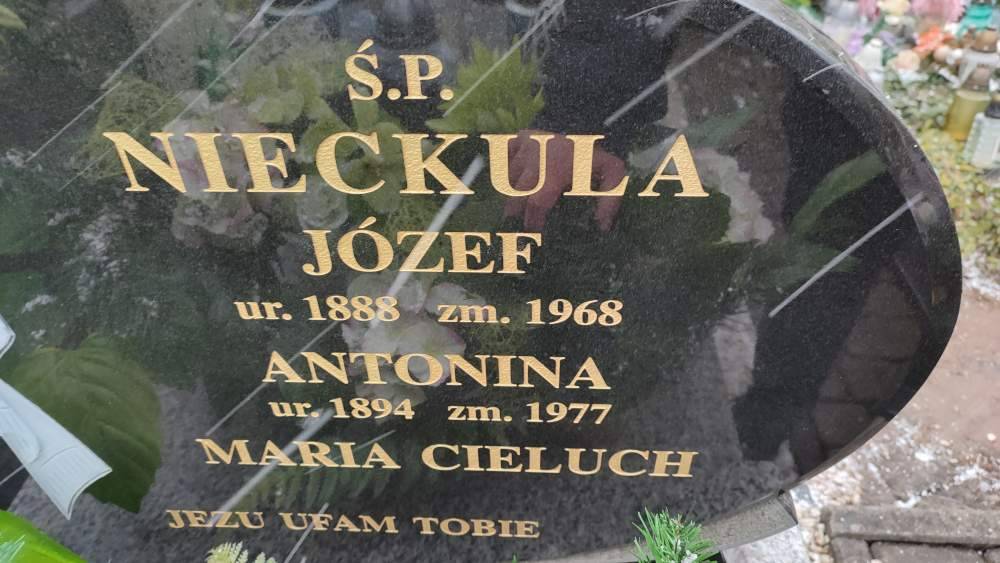 Ś.P.
NIECKULA
JÓZEF
ur. 1888 zm. 1968
ANTONINA
ur. 1894 zm. 1977
MARIA CIELUCH
JEZU UFAM TOBIE